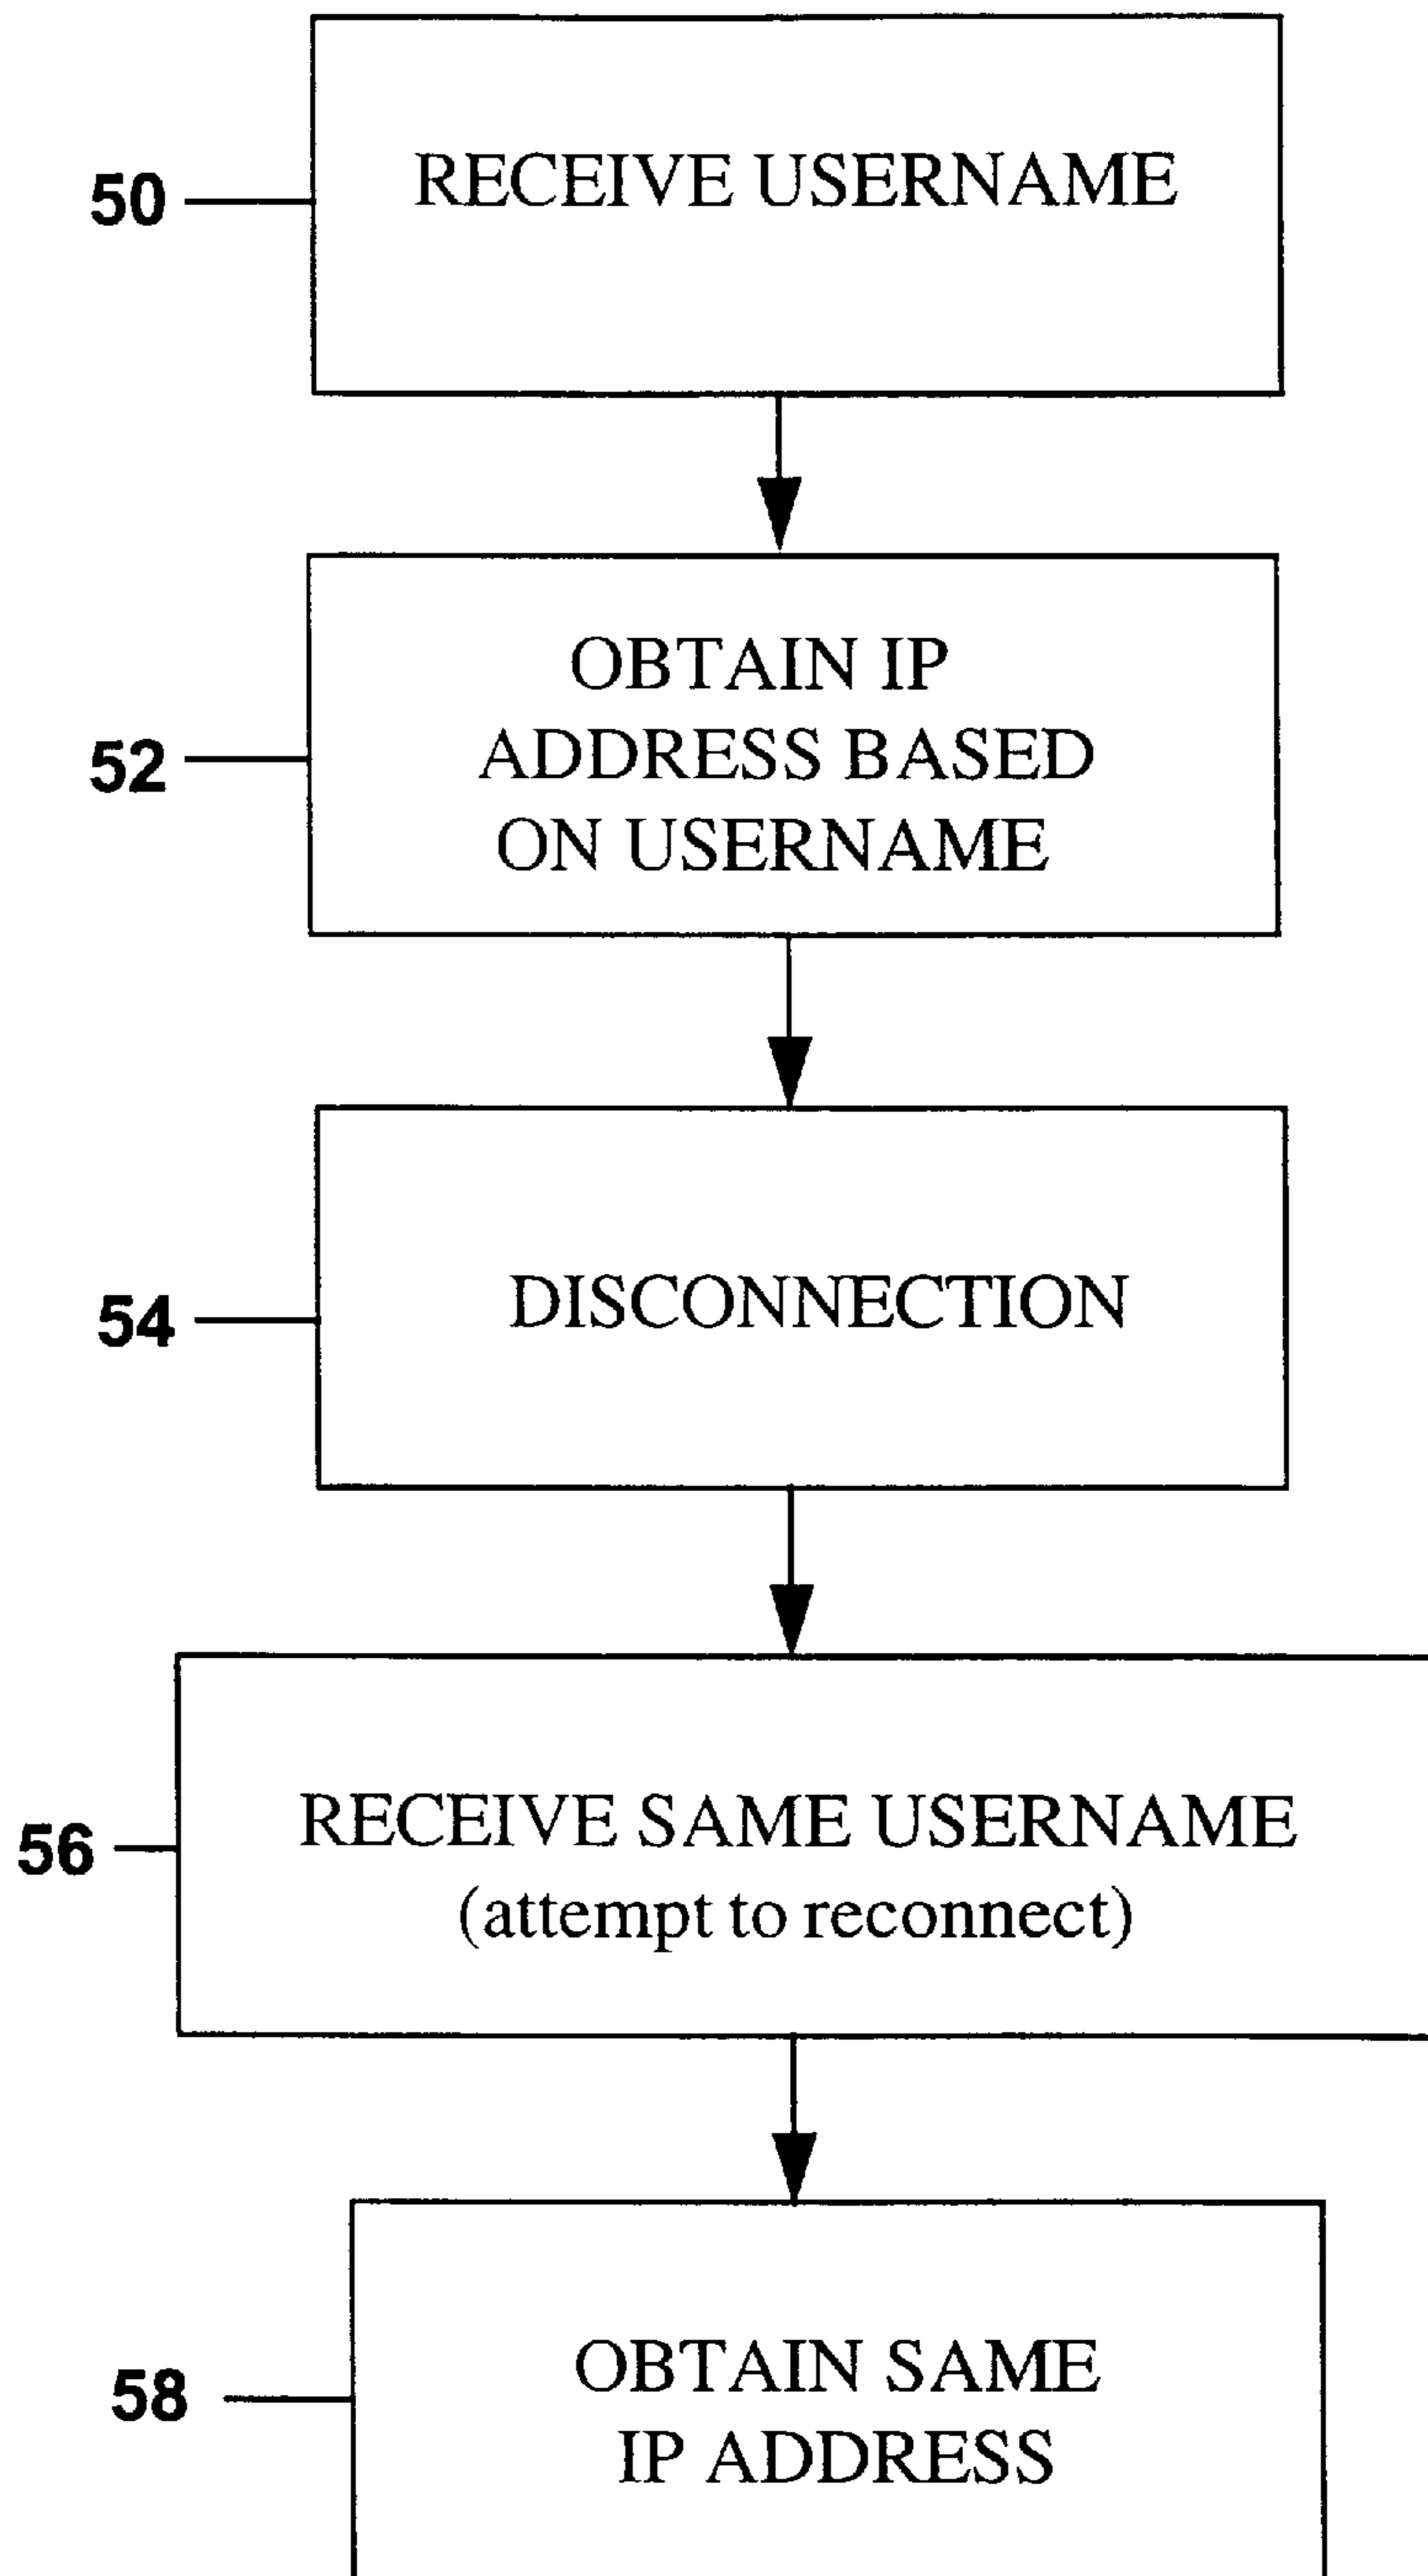 50
RECEIVE USERNAME
52
OBTAIN IP
ADDRESS BASED
ON USERNAME
54
DISCONNECTION
56
RECEIVE SAME USERNAME
(attempt to reconnect)
58
OBTAIN SAME
IP ADDRESS